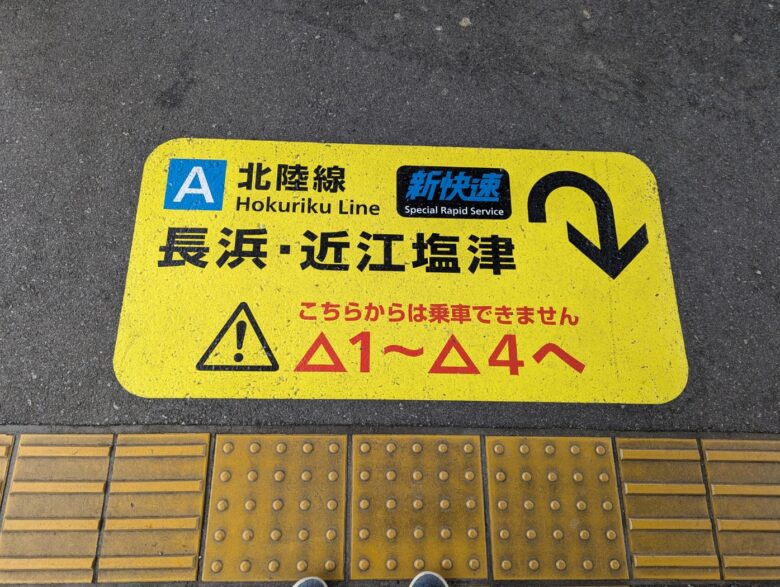 A 北陸線 新快速
Hokuriku Line Special Rapid Service
長浜・近江塩津
こちらからは乗車できません
△1～△4へ